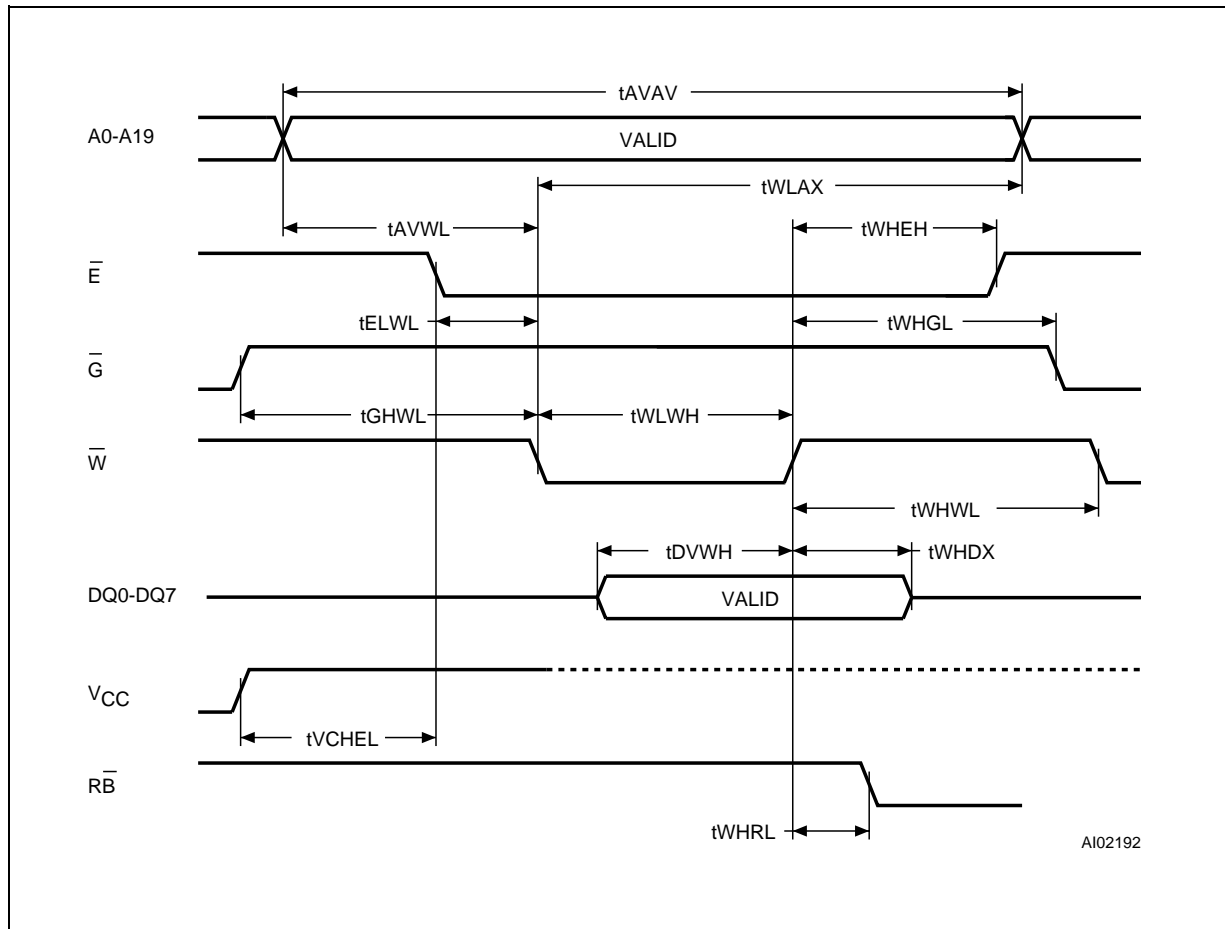 tAVAV
A0-A19
VALID
tWLAX
tAVWL
tWHEH
E̅
tELWL
tWHGL
G̅
tGHWL
tWLWH
W̅
tWHWL
tDVWH
tWHDX
DQ0-DQ7
VALID
VCC
tVCHEL
RB̅
tWHRL
AI02192